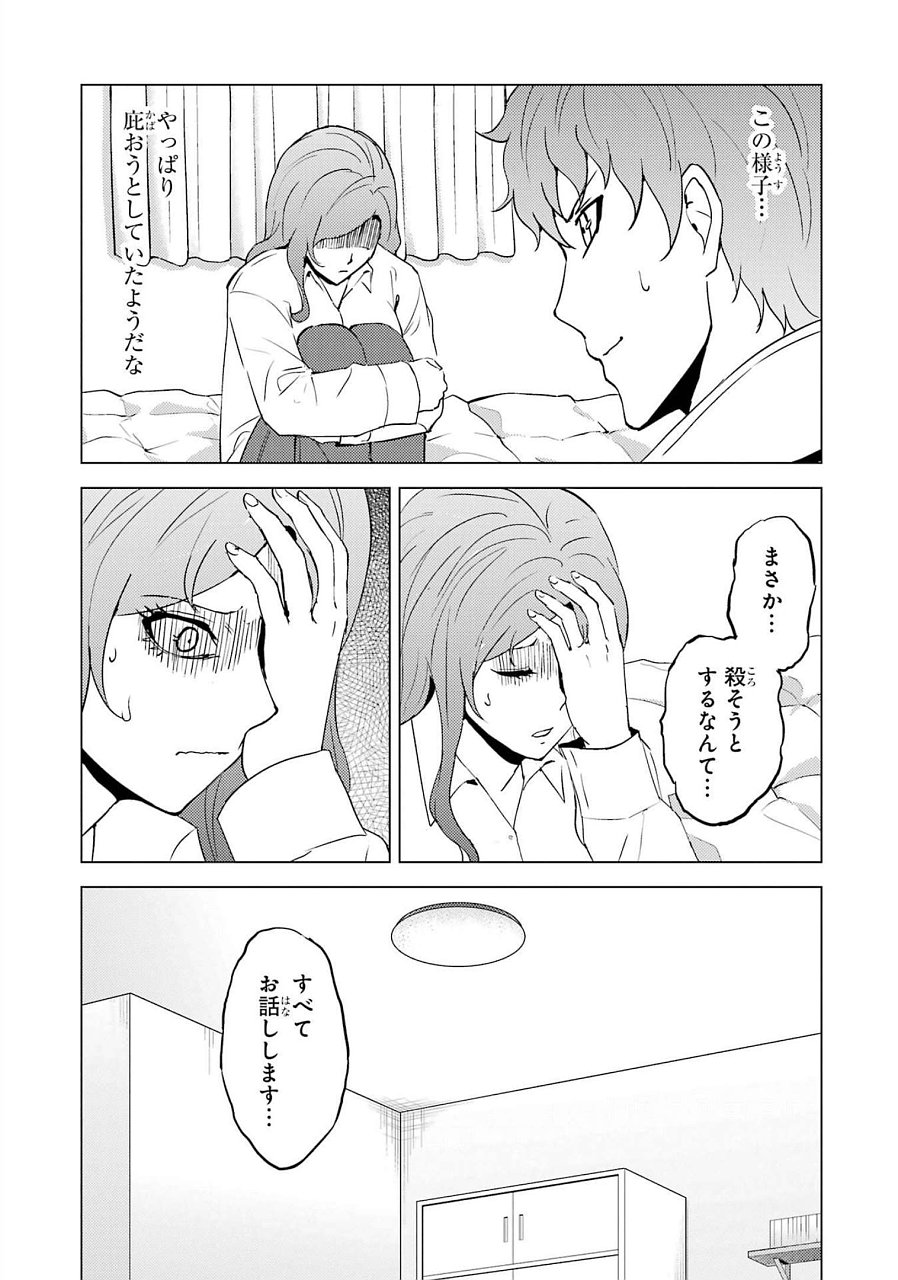 この様子…
やっぱり
庇おうとしていたようだな
まさか…
殺そうと
するなんて…
すべて
お話しします…